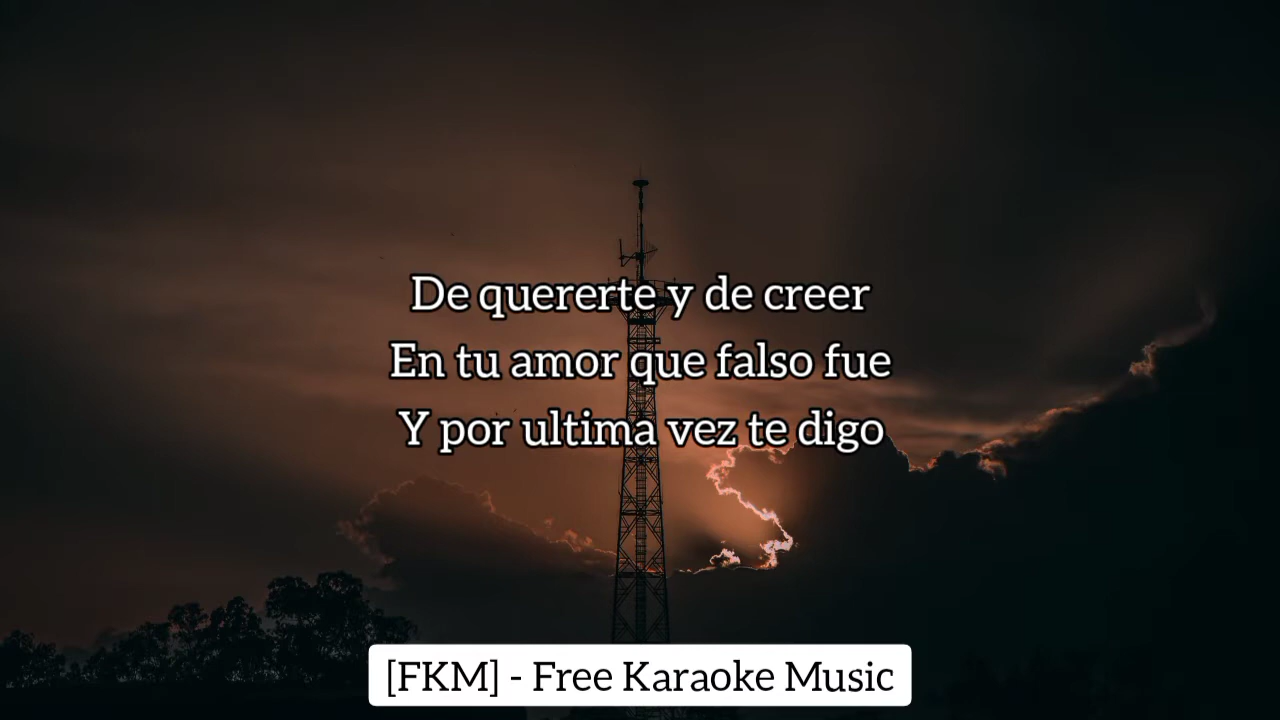 De quererte y de creer
En tu amor que falso fue
Y por ultima vez te digo
[FKM] - Free Karaoke Music